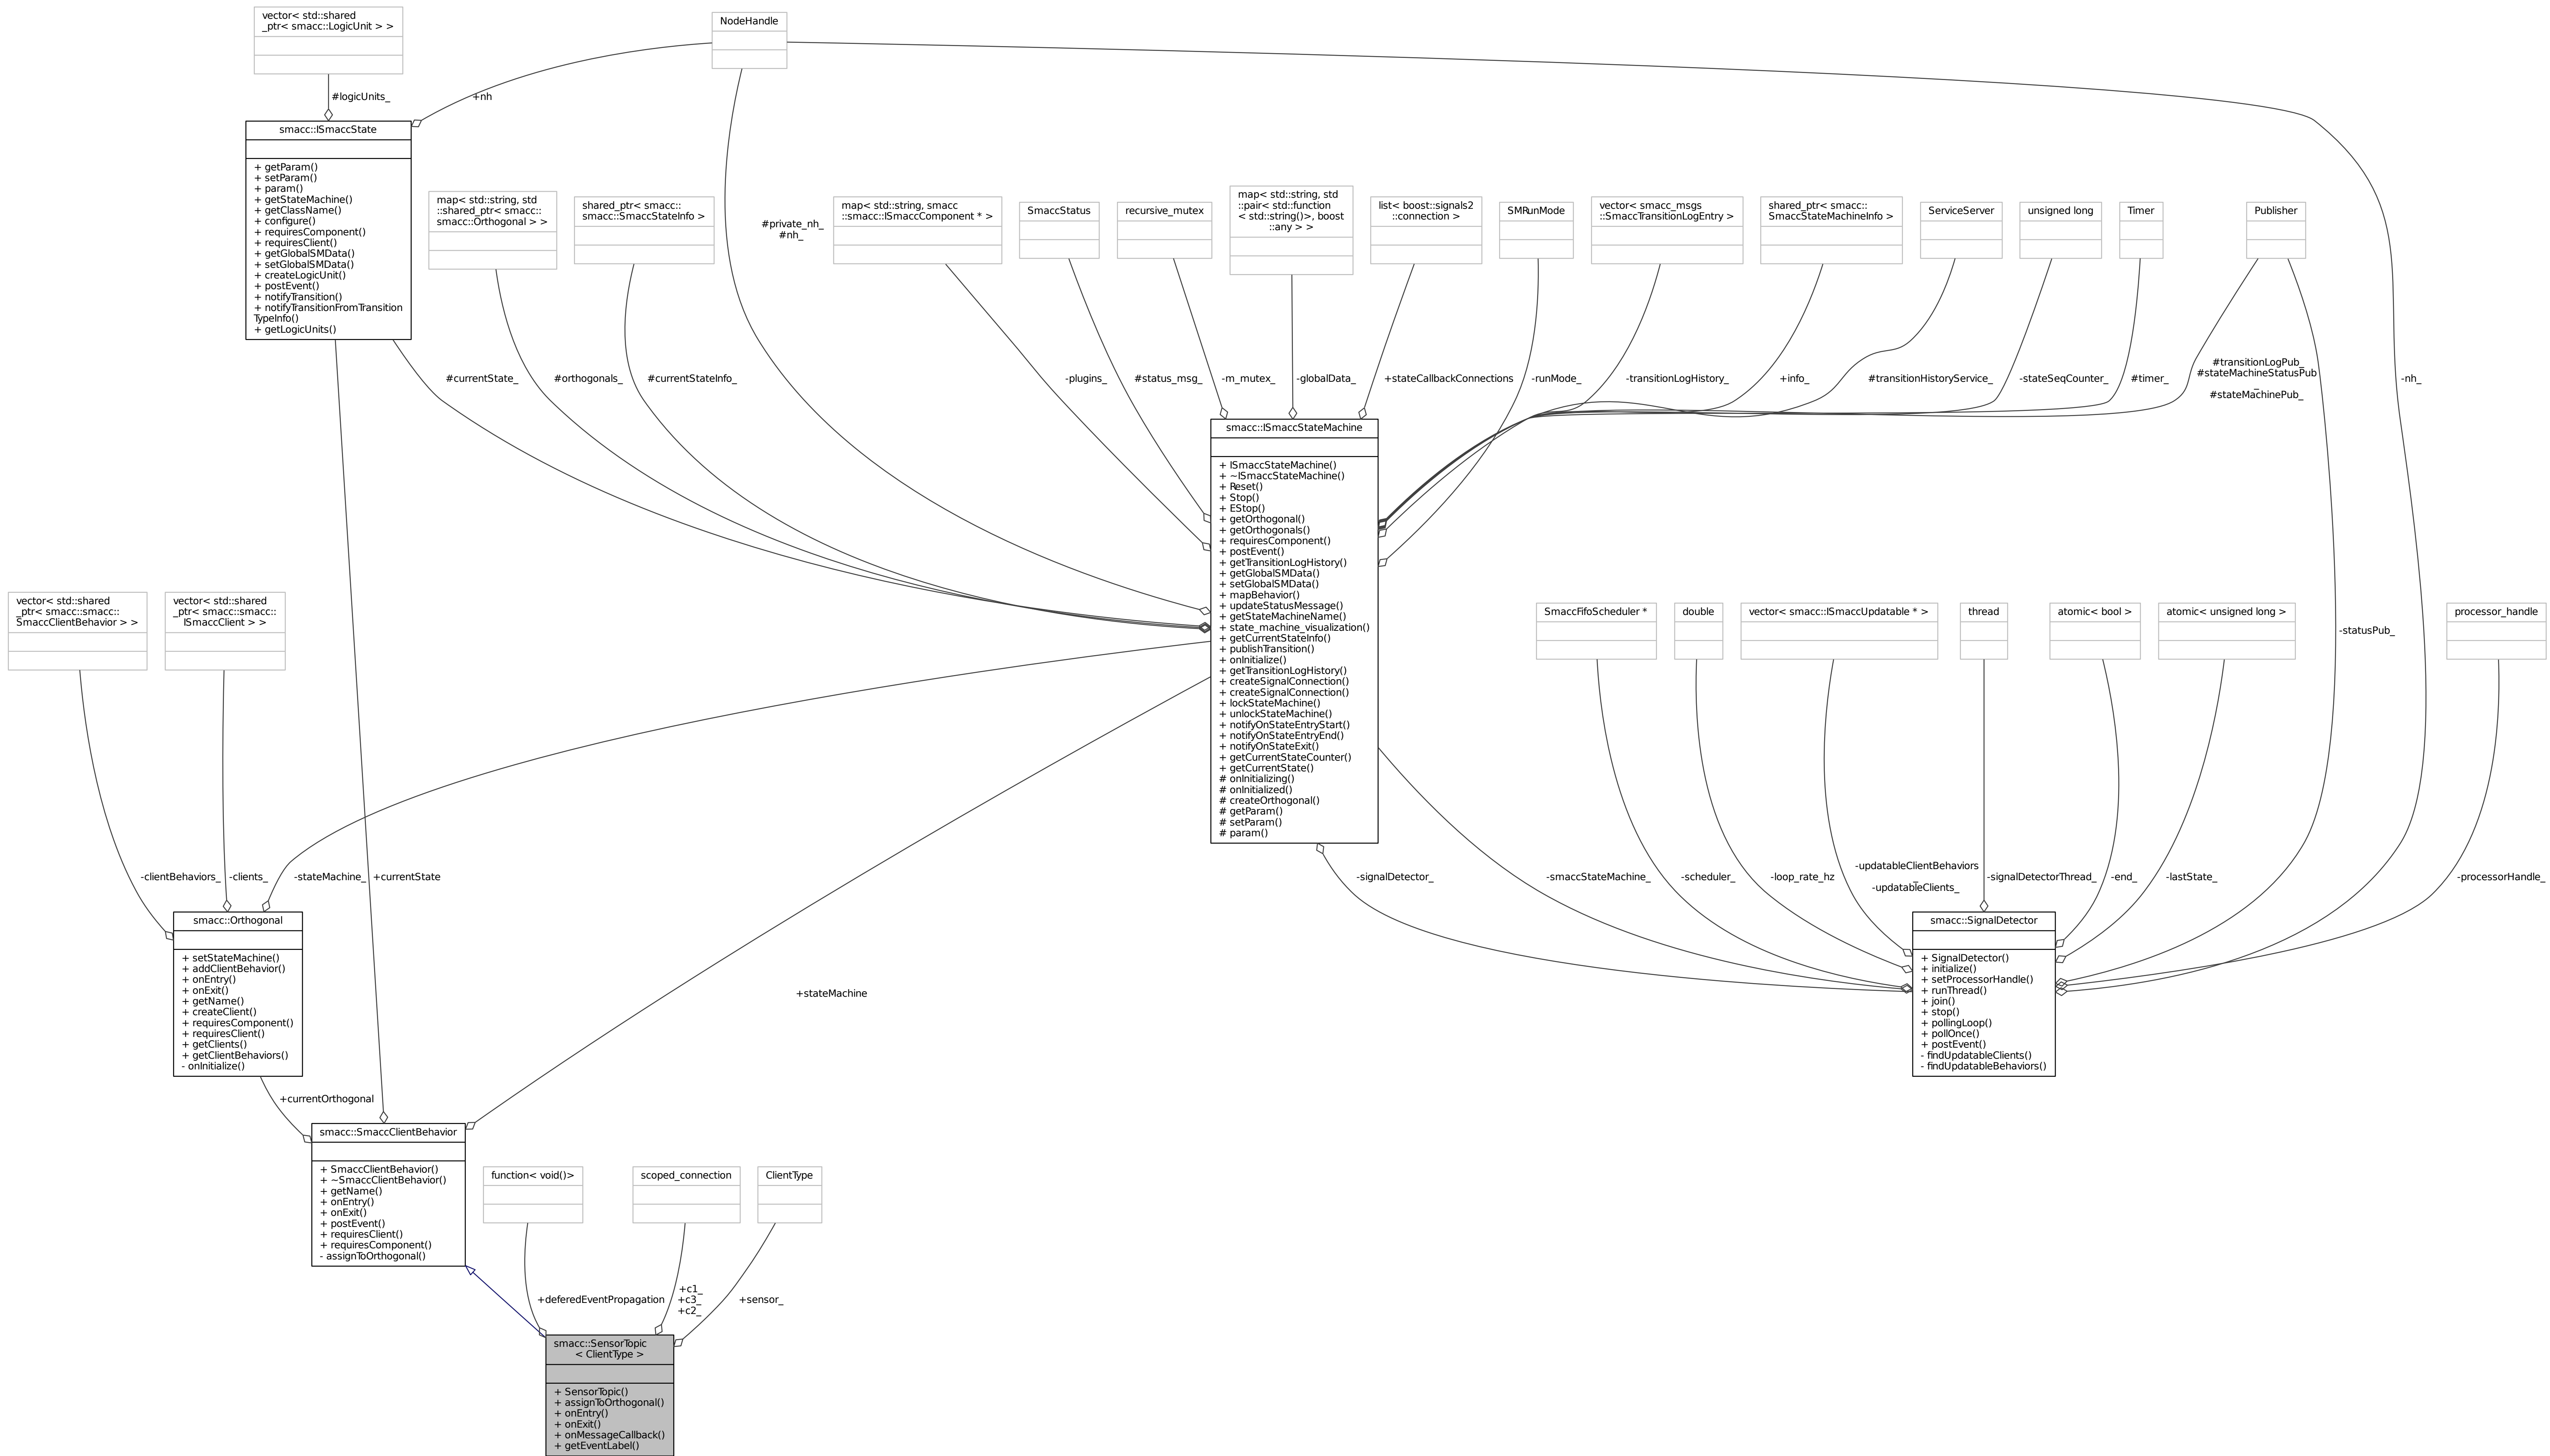 vector< std::shared
_ptr< smacc::LogicUnit > >
NodeHandle
#logicUnits_
+nh
smacc::ISmaccState
+ getParam()
+ setParam()
+ param()
+ getStateMachine()
+ getClassName()
+ configure()
+ requiresComponent()
+ requiresClient()
+ getGlobalSMData()
+ setGlobalSMData()
+ createLogicUnit()
+ postEvent()
+ notifyTransition()
+ notifyTransitionFromTransition
TypeInfo()
+ getLogicUnits()
map< std::string, std
::shared_ptr< smacc::
smacc::Orthogonal > >
shared_ptr< smacc::
smacc::SmaccStateInfo >
#private_nh_
#nh_
map< std::string, smacc
::smacc::ISmaccComponent * >
SmaccStatus
recursive_mutex
map< std::string, std
::pair< std::function
< std::string()>, boost
::any > >
list< boost::signals2
::connection >
SMRunMode
vector< smacc_msgs
::SmaccTransitionLogEntry >
shared_ptr< smacc::
SmaccStateMachineInfo >
ServiceServer
unsigned long
Timer
Publisher
#currentState_
#orthogonals_
#currentStateInfo_
-plugins_
#status_msg_
-m_mutex_
-globalData_
+stateCallbackConnections
-runMode_
-transitionLogHistory_
+info_
#transitionHistoryService_
-stateSeqCounter_
#timer_
#transitionLogPub_
#stateMachineStatusPub
_
#stateMachinePub_
-nh_
smacc::ISmaccStateMachine
+ ISmaccStateMachine()
+ ~ISmaccStateMachine()
+ Reset()
+ Stop()
+ EStop()
+ getOrthogonal()
+ getOrthogonals()
+ requiresComponent()
+ postEvent()
+ getTransitionLogHistory()
+ getGlobalSMData()
+ setGlobalSMData()
+ mapBehavior()
+ updateStatusMessage()
+ getStateMachineName()
+ state_machine_visualization()
+ getCurrentStateInfo()
+ publishTransition()
+ onInitialize()
+ getTransitionLogHistory()
+ createSignalConnection()
+ createSignalConnection()
+ lockStateMachine()
+ unlockStateMachine()
+ notifyOnStateEntryStart()
+ notifyOnStateEntryEnd()
+ notifyOnStateExit()
+ getCurrentStateCounter()
+ getCurrentState()
# onInitializing()
# onInitialized()
# createOrthogonal()
# getParam()
# setParam()
# param()
vector< std::shared
_ptr< smacc::smacc::
SmaccClientBehavior > >
vector< std::shared
_ptr< smacc::smacc::
ISmaccClient > >
SmaccFifoScheduler *
double
vector< smacc::ISmaccUpdatable * >
thread
atomic< bool >
atomic< unsigned long >
-statusPub_
processor_handle
-clientBehaviors_
-clients_
-stateMachine_
+currentState
-signalDetector_
-smaccStateMachine_
-scheduler_
-loop_rate_hz
-updatableClientBehaviors
_
-updatableClients_
-signalDetectorThread_
-end_
-lastState_
-processorHandle_
smacc::Orthogonal
+ setStateMachine()
+ addClientBehavior()
+ onEntry()
+ onExit()
+ getName()
+ createClient()
+ requiresComponent()
+ requiresClient()
+ getClients()
+ getClientBehaviors()
- onInitialize()
+stateMachine
smacc::SignalDetector
+ SignalDetector()
+ initialize()
+ setProcessorHandle()
+ runThread()
+ join()
+ stop()
+ pollingLoop()
+ pollOnce()
+ postEvent()
- findUpdatableClients()
- findUpdatableBehaviors()
+currentOrthogonal
smacc::SmaccClientBehavior
+ SmaccClientBehavior()
+ ~SmaccClientBehavior()
+ getName()
+ onEntry()
+ onExit()
+ postEvent()
+ requiresClient()
+ requiresComponent()
- assignToOrthogonal()
function< void()>
scoped_connection
ClientType
+deferedEventPropagation
+c1_
+c3_
+c2_
+sensor_
smacc::SensorTopic
< ClientType >
+ SensorTopic()
+ assignToOrthogonal()
+ onEntry()
+ onExit()
+ onMessageCallback()
+ getEventLabel()